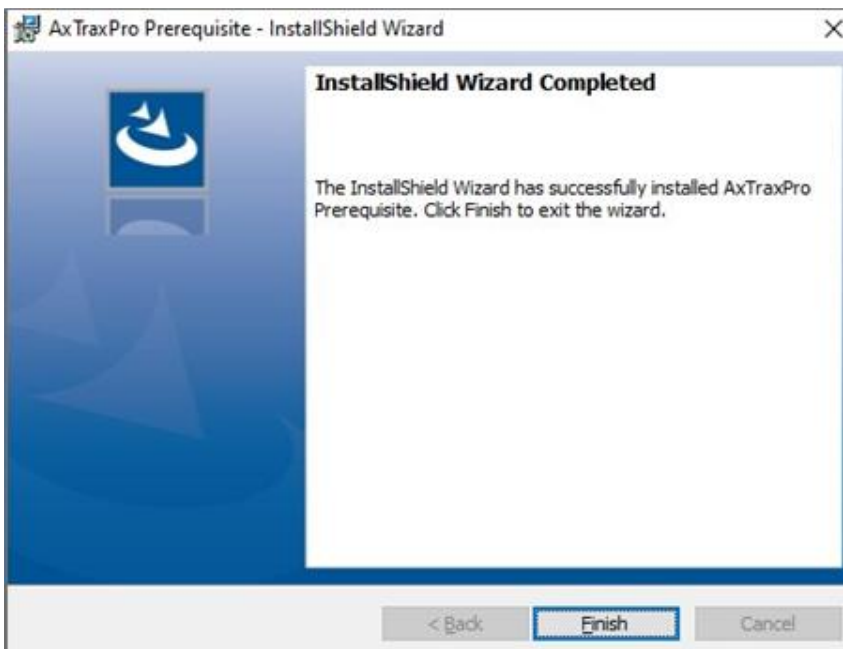 AxTraxPro Prerequisite - InstallShield Wizard
InstallShield Wizard Completed
The InstallShield Wizard has successfully installed AxTraxPro
Prerequisite. Click Finish to exit the wizard.
< Back
Finish
Cancel